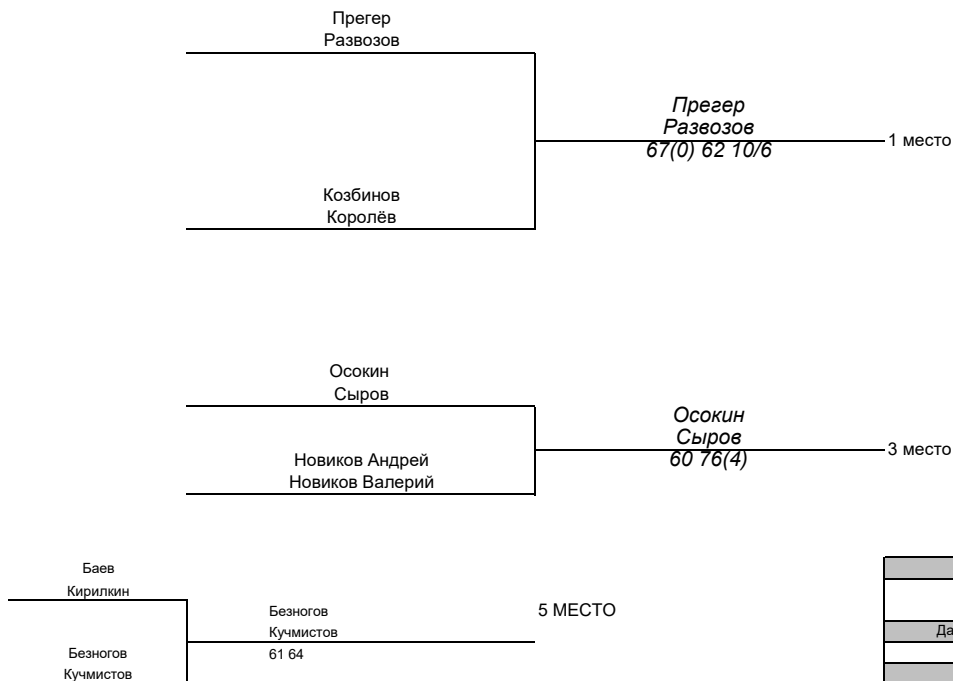 Прегер
Развозов
Прегер
Развозов
67(0) 62 10/6
1 место
Козбинов
Королёв
Осокин
Сыров
Осокин
Сыров
60 76(4)
3 место
Новиков Андрей
Новиков Валерий
Баев
Кирилкин
Безногов
Кучмистов
61 64
5 МЕСТО
Безногов
Кучмистов